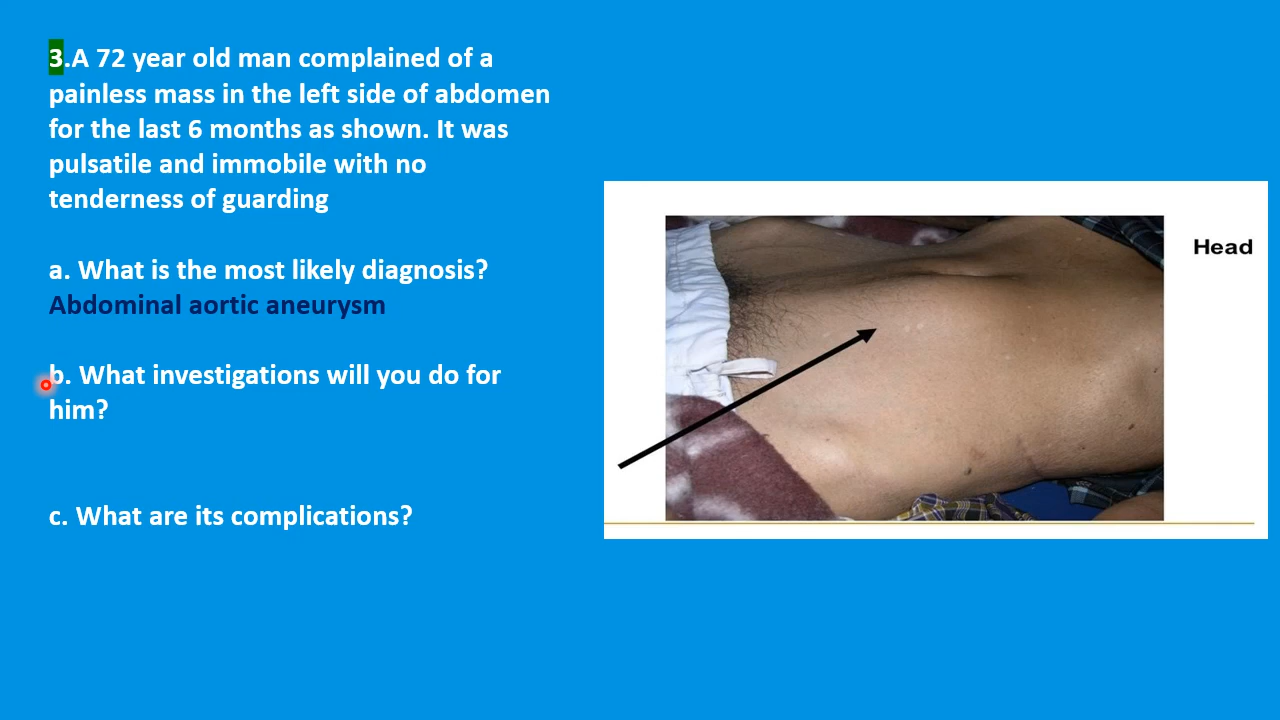 3.A 72 year old man complained of a
painless mass in the left side of abdomen
for the last 6 months as shown. It was
pulsatile and immobile with no
tenderness of guarding
a. What is the most likely diagnosis?
Abdominal aortic aneurysm
b. What investigations will you do for
him?
c. What are its complications?
Head